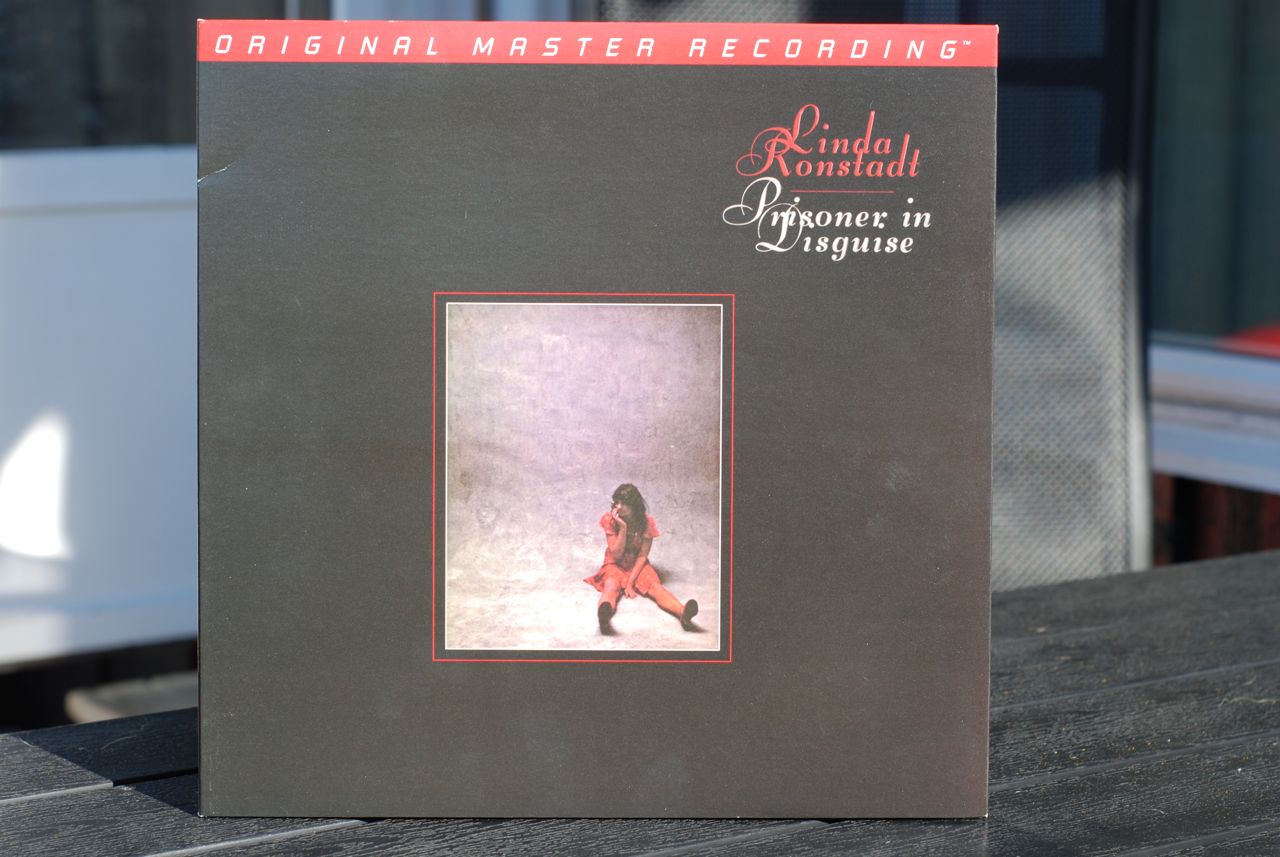 ORIGINAL MASTER RECORDING™
Linda
Ronstadt
Prisoner in
Disguise